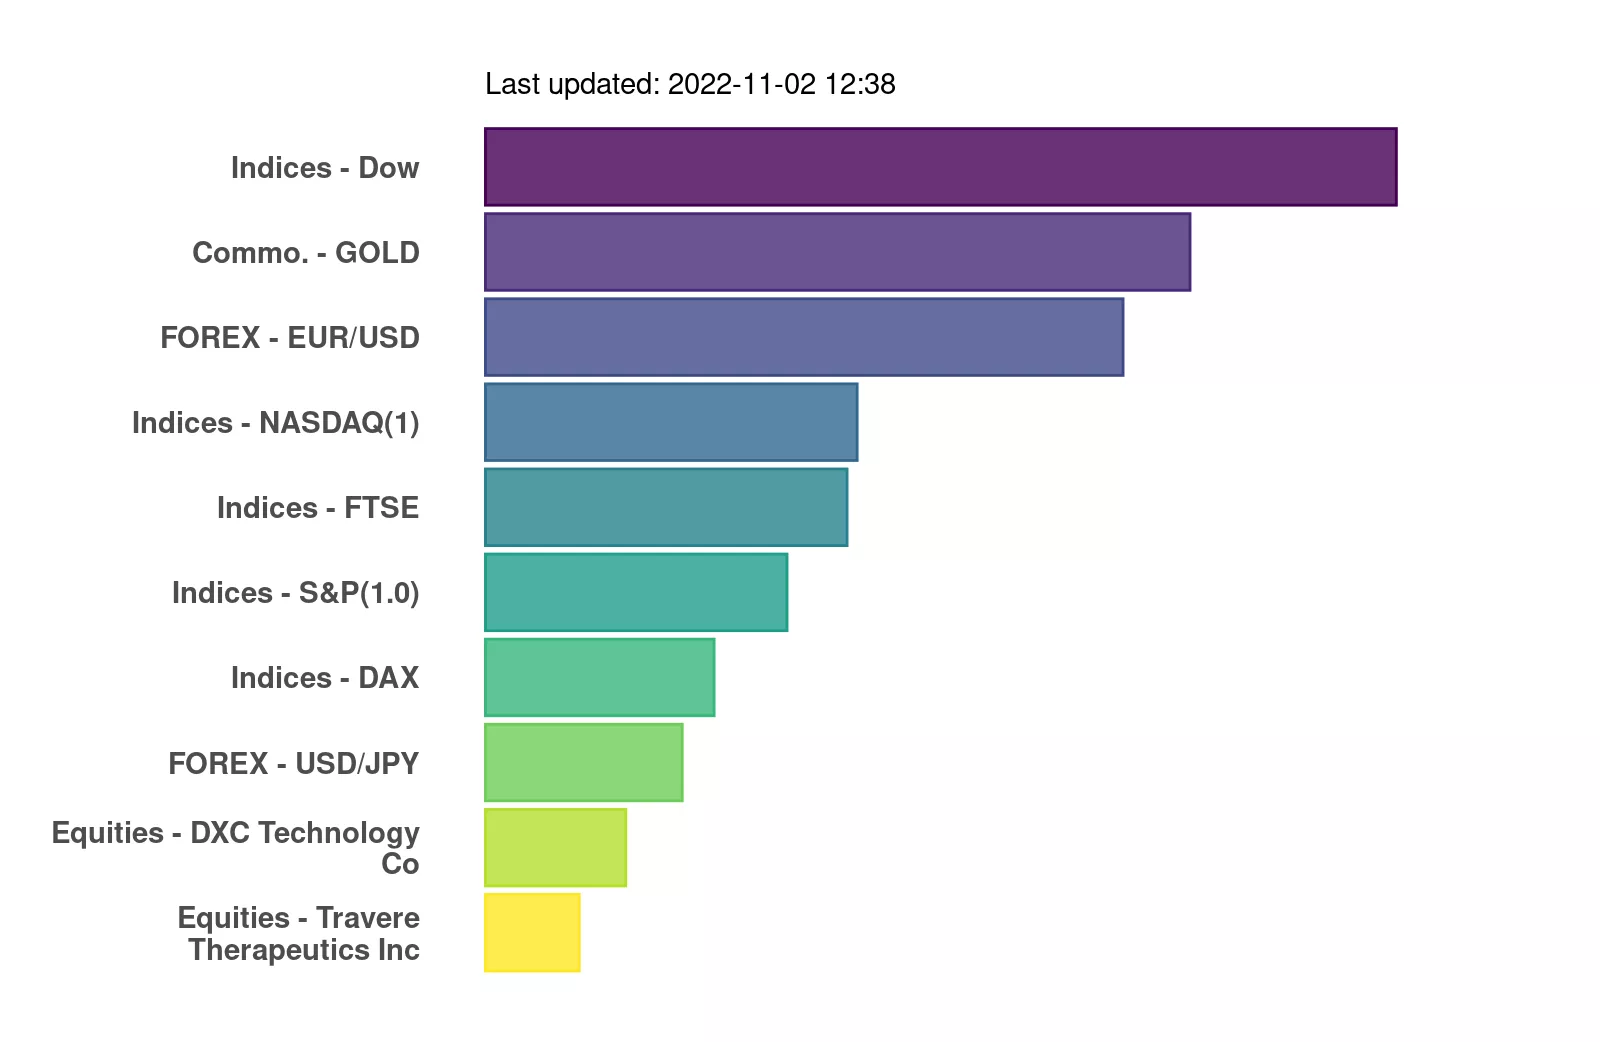 Last updated: 2022-11-02 12:38
Indices - Dow
Commo. - GOLD
FOREX - EUR/USD
Indices - NASDAQ(1)
Indices - FTSE
Indices - S&P(1.0)
Indices - DAX
FOREX - USD/JPY
Equities - DXC Technology
Co
Equities - Travere
Therapeutics Inc